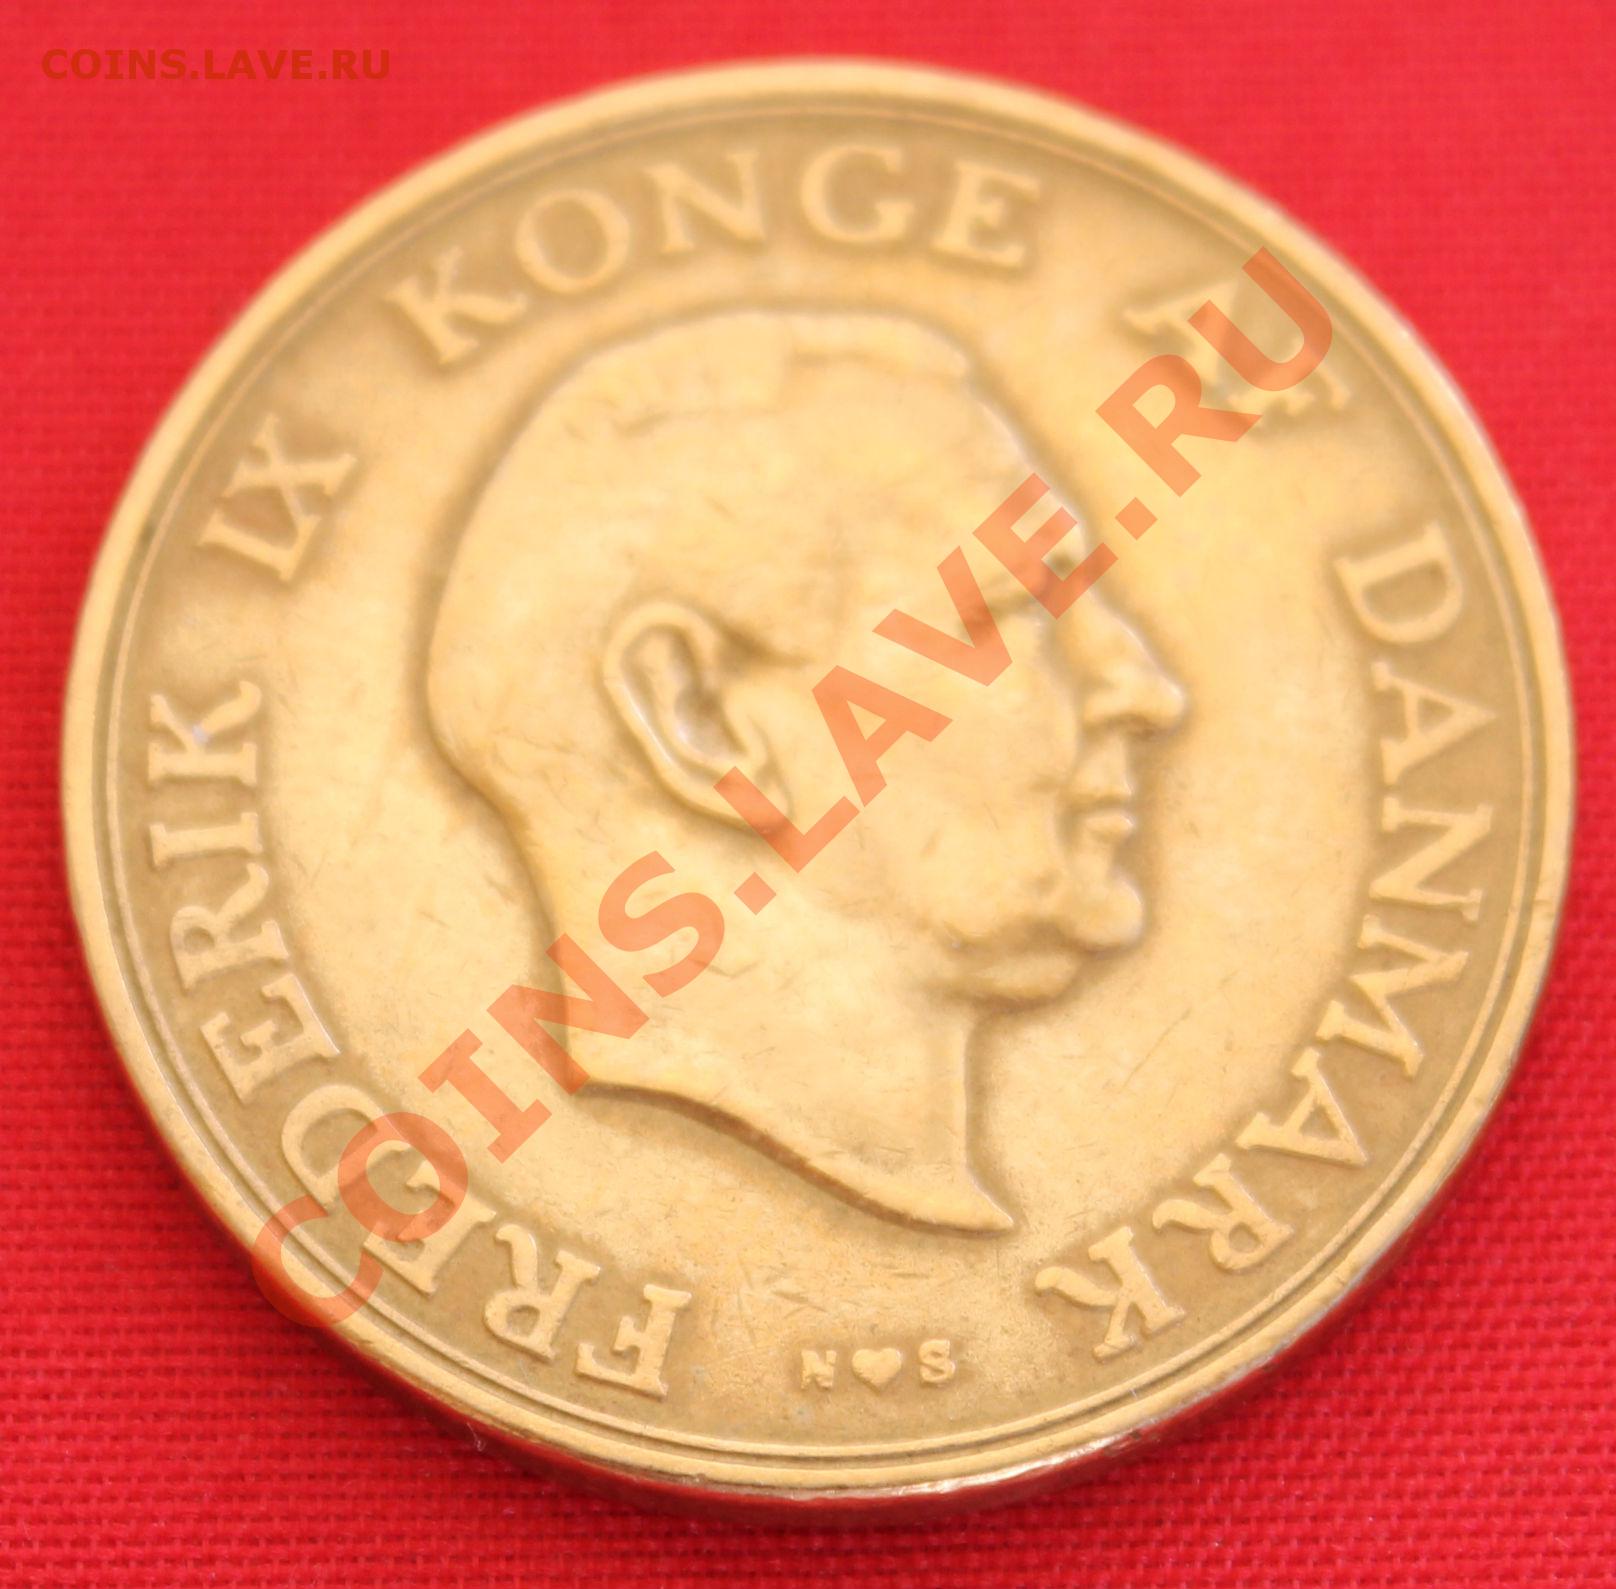 COINS.LAVE.RU
FREDERIK IX KONGE AF DANMARK
N♥S
COINS.LAVE.RU